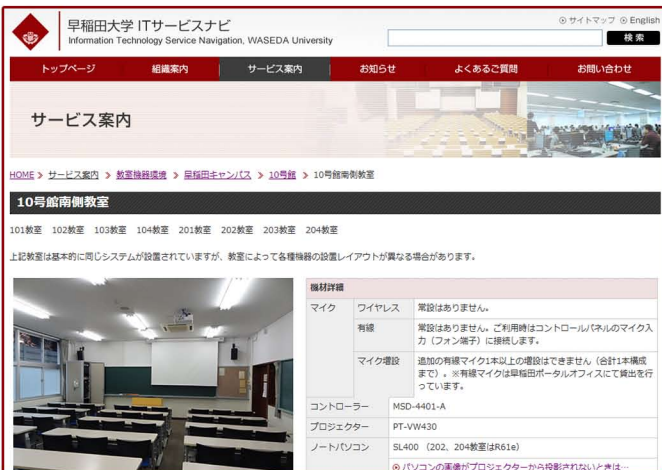 早稲田大学 ITサービスナビ
Information Technology Service Navigation, WASEDA University
サイトマップ English
検索
トップページ 組織案内 サービス案内 お知らせ よくあるご質問 お問い合わせ
サービス案内
HOME > サービス案内 > 教室機器環境 > 早稲田キャンパス > 10号館 > 10号館南側教室
10号館南側教室
101教室 102教室 103教室 104教室 201教室 202教室 203教室 204教室
上記教室は基本的に同じシステムが設置されていますが、教室によって各種機器の設置レイアウトが異なる場合があります。
機材詳細
マイク ワイヤレス 常設はありません。
有線 常設はありません。ご利用時はコントロールパネルのマイク入
力（フォン端子）に接続します。
マイク増設 追加の有線マイク1本以上の増設はできません（合計1本構成
まで）。※有線マイクは早稲田ポータルオフィスにて貸出を行
っています。
コントローラー MSD-4401-A
プロジェクター PT-VW430
ノートパソコン SL400 （202、204教室はR61e）
パソコンの画像がプロジェクターから投影されないときは…